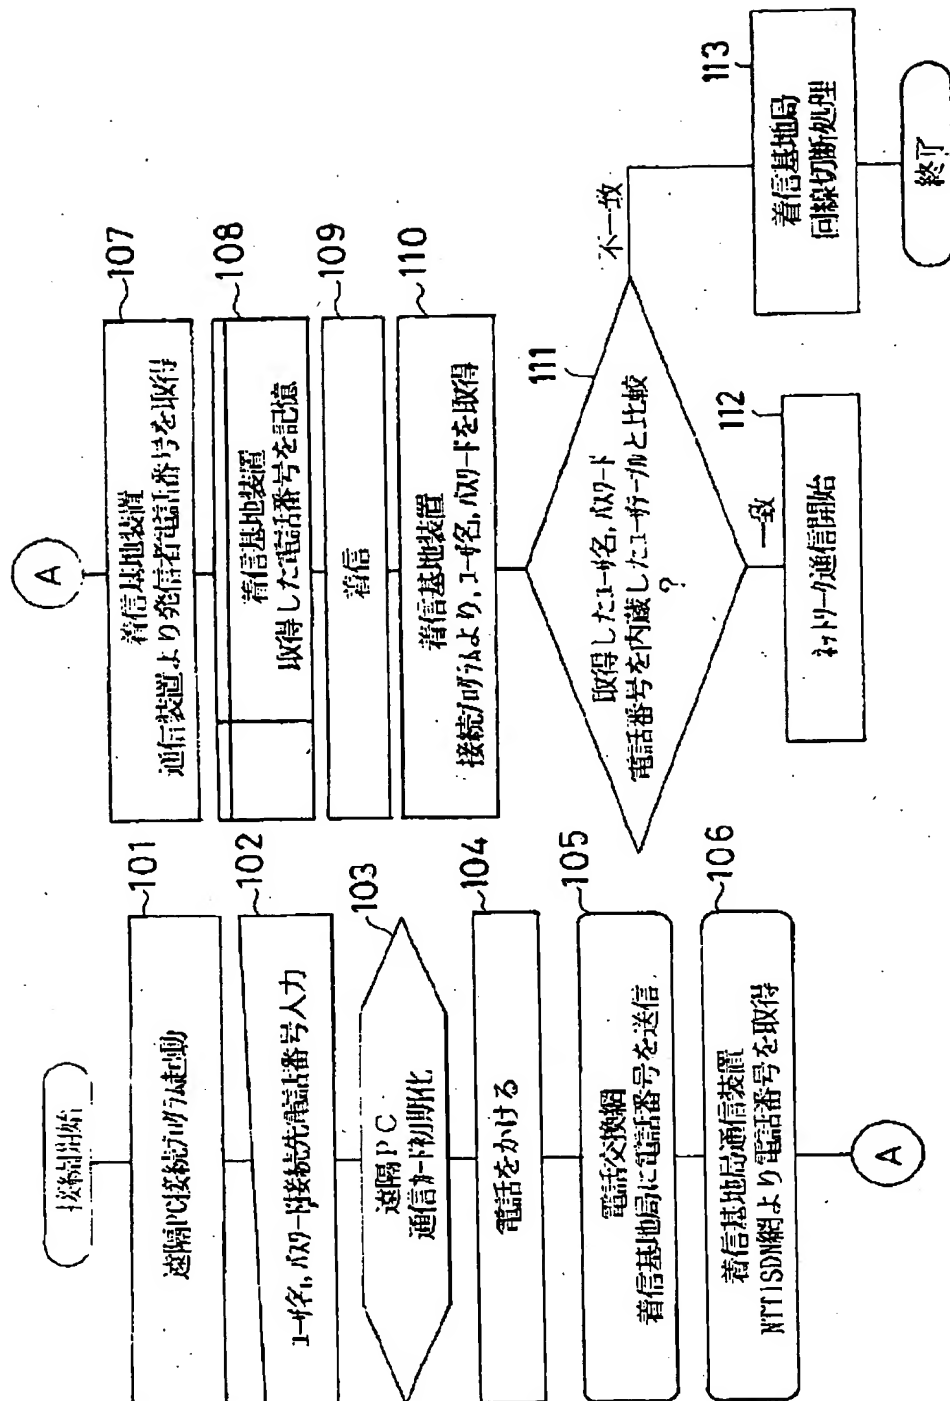 接続開始
101
遠隔PC接続プログラム起動
102
ユーザ名, パスワード, 接続先電話番号入力
103
遠隔PC
通信カード初期化
104
電話をかける
105
電話交換網
着信基地局に電話番号を送信
106
着信基地局通信装置
NTTISDN網より電話番号を取得
A
A
107
着信基地装置
通信装置より発信者電話番号を取得
108
着信基地装置
取得した電話番号を記憶
109
着信
110
着信基地装置
接続プログラムより, ユーザ名, パスワードを取得
111
取得したユーザ名, パスワード
電話番号を内蔵したユーザテーブルと比較
?
不一致
一致
112
ネットワーク通信開始
113
着信基地局
回線切断処理
終了